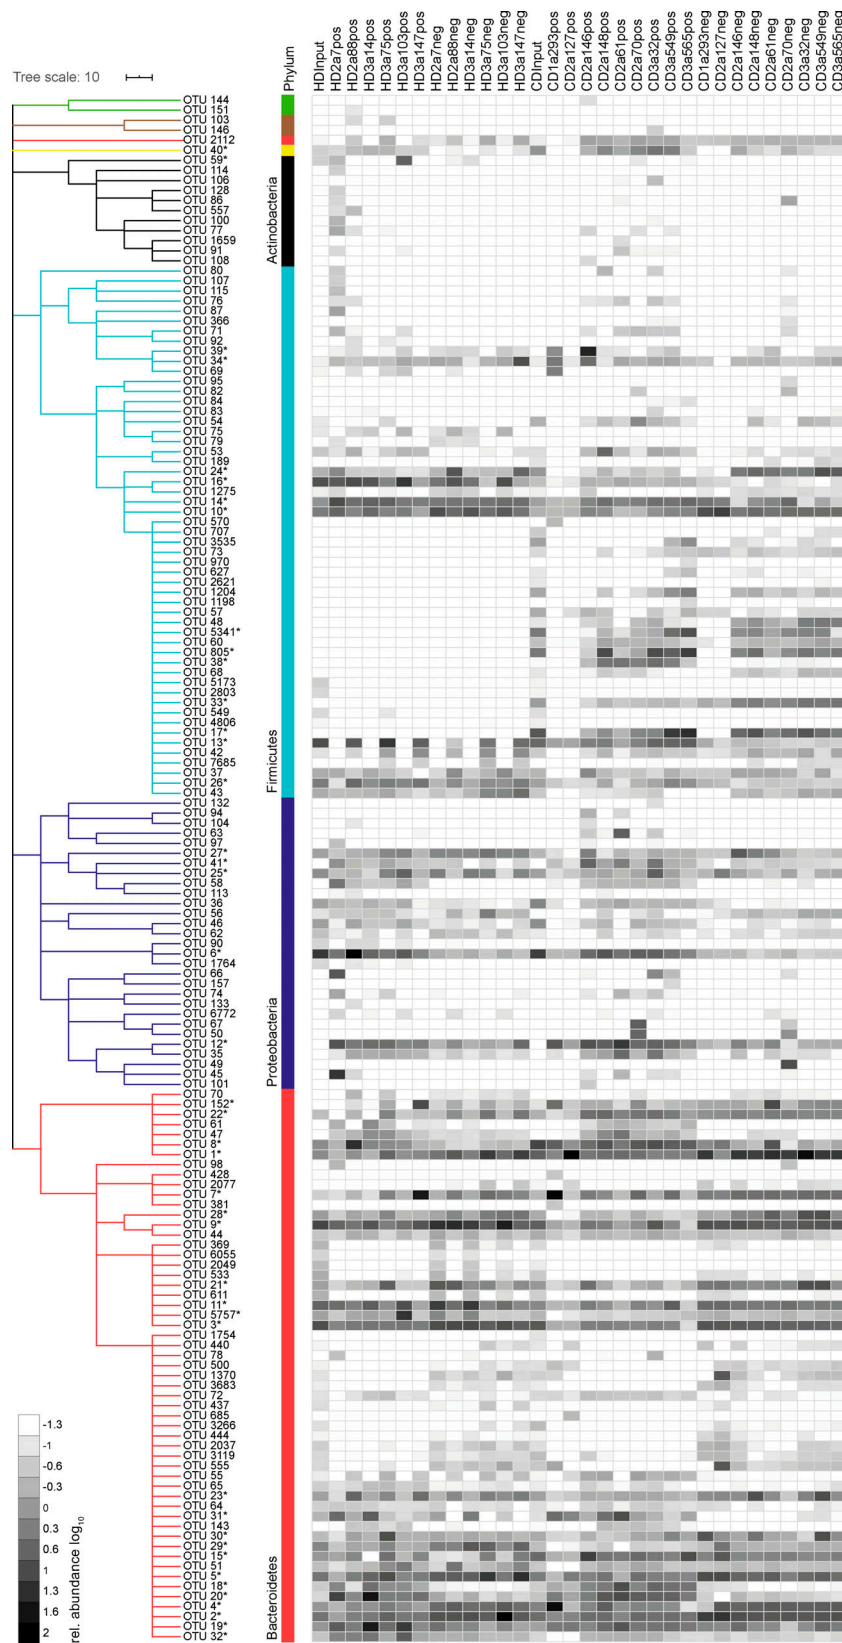 Tree scale: 10
Phylum
HDInput
HD2a7pos
HD2a88pos
HD3a14pos
HD3a75pos
HD3a103pos
HD3a147pos
HD2a7neg
HD2a88neg
HD3a14neg
HD3a75neg
HD3a103neg
HD3a147neg
CDInput
CD1a293pos
CD2a127pos
CD2a146pos
CD2a148pos
CD2a61pos
CD2a70pos
CD3a32pos
CD3a549pos
CD3a565pos
CD1a293neg
CD2a127neg
CD2a146neg
CD2a148neg
CD2a61neg
CD2a70neg
CD3a32neg
CD3a549neg
CD3a565neg
OTU 144
OTU 151
OTU 103
OTU 146
OTU 2112
OTU 40*
OTU 59*
OTU 114
OTU 106
OTU 128
OTU 86
OTU 557
OTU 100
OTU 77
OTU 1659
OTU 91
OTU 108
Actinobacteria
OTU 80
OTU 107
OTU 115
OTU 76
OTU 87
OTU 366
OTU 71
OTU 92
OTU 39*
OTU 34*
OTU 69
OTU 95
OTU 82
OTU 84
OTU 83
OTU 54
OTU 75
OTU 79
OTU 53
OTU 189
OTU 24*
OTU 16*
OTU 1275
OTU 14*
OTU 10*
OTU 570
OTU 707
OTU 3535
OTU 73
OTU 970
OTU 627
OTU 2621
OTU 1204
OTU 1198
OTU 57
OTU 48
OTU 5341*
OTU 60
OTU 805*
OTU 38*
OTU 68
OTU 5173
OTU 2803
OTU 33*
OTU 549
OTU 4806
OTU 17*
OTU 13*
OTU 42
OTU 7685
OTU 37
OTU 26*
OTU 43
Firmicutes
OTU 132
OTU 94
OTU 104
OTU 63
OTU 97
OTU 27*
OTU 41*
OTU 25*
OTU 58
OTU 113
OTU 36
OTU 56
OTU 46
OTU 62
OTU 90
OTU 6*
OTU 1764
OTU 66
OTU 157
OTU 74
OTU 133
OTU 6772
OTU 67
OTU 50
OTU 12*
OTU 35
OTU 49
OTU 45
OTU 101
Proteobacteria
OTU 70
OTU 152*
OTU 22*
OTU 61
OTU 47
OTU 8*
OTU 1*
OTU 98
OTU 428
OTU 2077
OTU 7*
OTU 381
OTU 28*
OTU 9*
OTU 44
OTU 369
OTU 6055
OTU 2049
OTU 533
OTU 21*
OTU 611
OTU 11*
OTU 5757*
OTU 3*
OTU 1754
OTU 440
OTU 78
OTU 500
OTU 1370
OTU 3683
OTU 72
OTU 437
OTU 685
OTU 3266
OTU 444
OTU 2037
OTU 3119
OTU 555
OTU 55
OTU 65
OTU 23*
OTU 64
OTU 31*
OTU 143
OTU 30*
OTU 29*
OTU 15*
OTU 51
OTU 5*
OTU 18*
OTU 20*
OTU 4*
OTU 2*
OTU 19*
OTU 32*
Bacteroidetes
-1.3
-1
-0.6
-0.3
0
0.3
0.6
1
1.3
1.6
2
rel. abundance log10